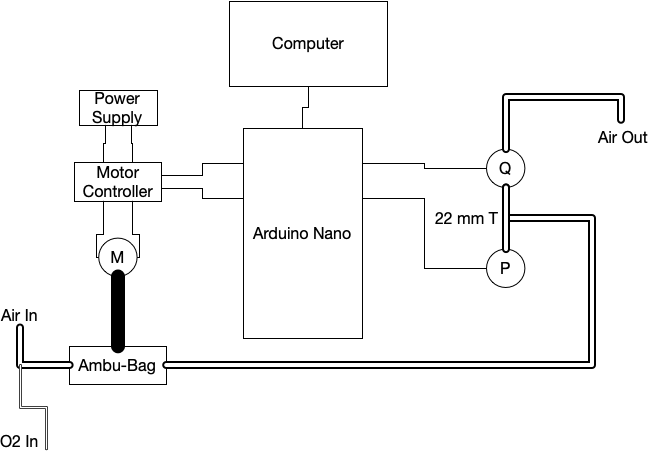 Computer
Power
Supply
Air Out
Motor
Controller
Q
22 mm T
Arduino Nano
M
P
Air In
Ambu-Bag
O2 In